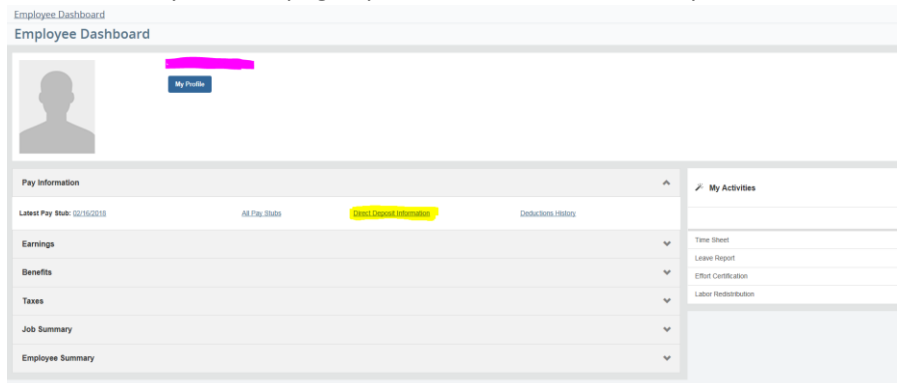 Employee Dashboard
Employee Dashboard
My Profile
Pay Information
Latest Pay Stub: 02/16/2018 All Pay Stubs Direct Deposit Information Deductions History
Earnings
Benefits
Taxes
Job Summary
Employee Summary
My Activities
Time Sheet
Leave Report
Effort Certification
Labor Redistribution